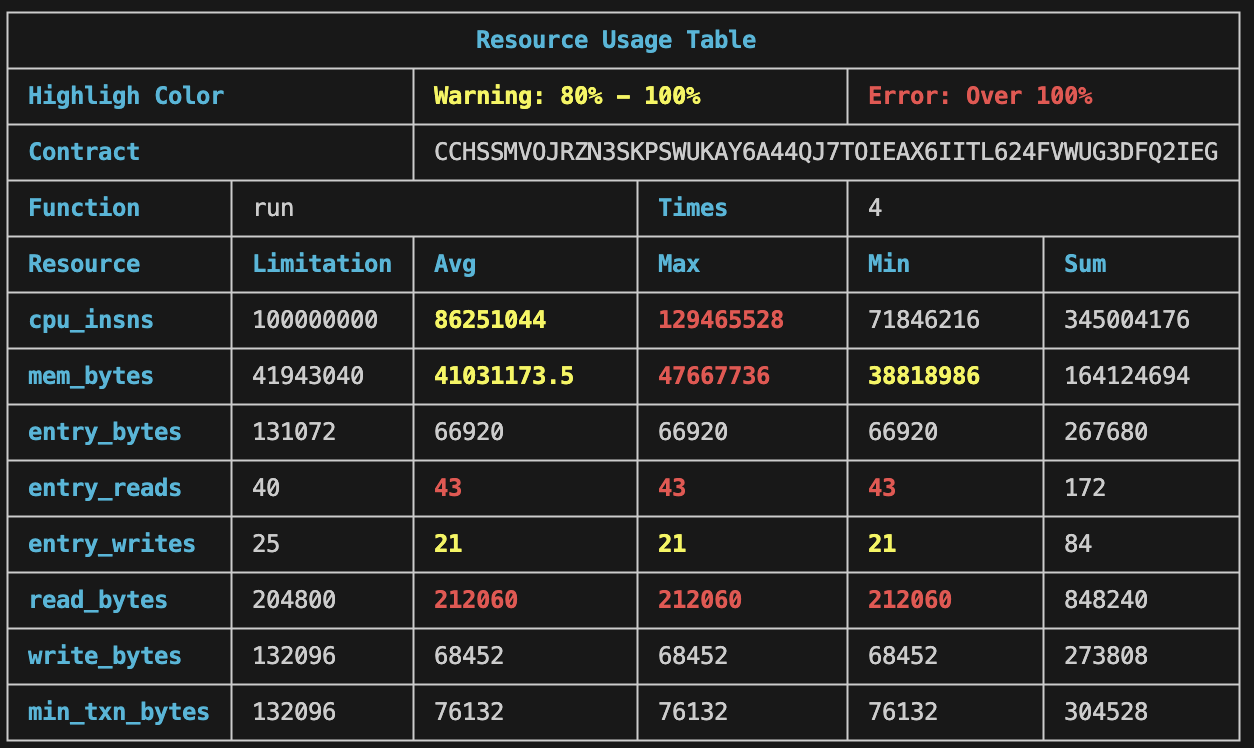 Resource Usage Table
Highligh Color Warning: 80% – 100% Error: Over 100%
Contract CCHSSMVOJRZN3SKPSWUKAY6A44QJ7TOIEAX6IITL624FVWUG3DFQ2IEG
Function run Times 4
Resource Limitation Avg Max Min Sum
cpu_insns 100000000 86251044 129465528 71846216 345004176
mem_bytes 41943040 41031173.5 47667736 38818986 164124694
entry_bytes 131072 66920 66920 66920 267680
entry_reads 40 43 43 43 172
entry_writes 25 21 21 21 84
read_bytes 204800 212060 212060 212060 848240
write_bytes 132096 68452 68452 68452 273808
min_txn_bytes 132096 76132 76132 76132 304528